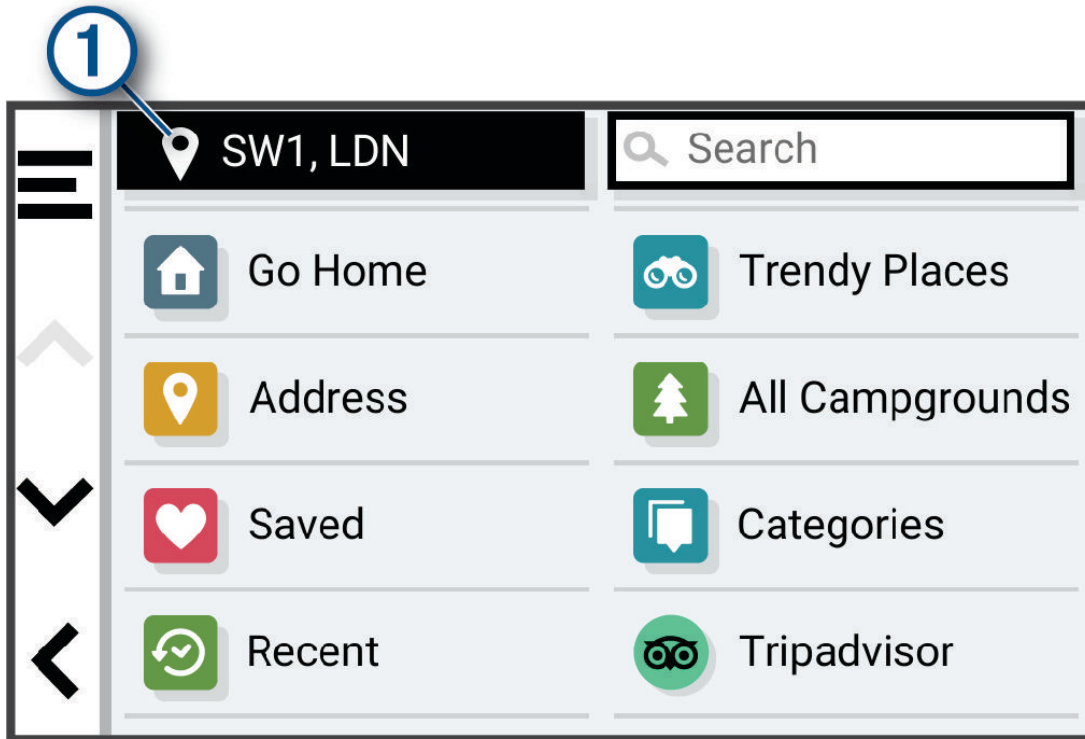 1
SW1, LDN
Search
Go Home
Trendy Places
Address
All Campgrounds
Saved
Categories
Recent
Tripadvisor